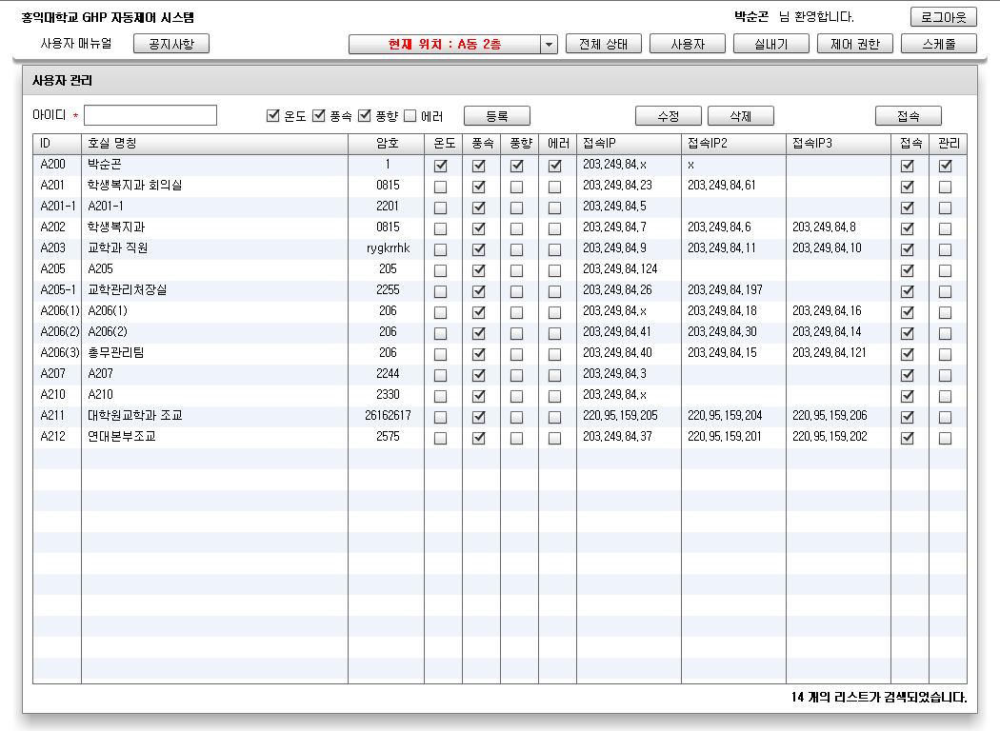 홍익대학교 GHP 자동제어 시스템
박순곤 님 환영합니다. 로그아웃
사용자 매뉴얼 공지사항 현재 위치 : A동 2층 전체 상태 사용자 실내기 제어 권한 스케줄
사용자 관리
아이디 * 온도 풍속 풍향 에러 등록 수정 삭제 접속
ID 호실 명칭 암호 온도 풍속 풍향 에러 접속IP 접속IP2 접속IP3 접속 관리
A200 박순곤 1 203,249,84,x x
A201 학생복지과 회의실 0815 203,249,84,23 203,249,84,61
A201-1 A201-1 2201 203,249,84,5
A202 학생복지과 0815 203,249,84,7 203,249,84,6 203,249,84,8
A203 교학과 직원 rygkrrhk 203,249,84,9 203,249,84,11 203,249,84,10
A205 A205 205 203,249,84,124
A205-1 교학관리처장실 2255 203,249,84,26 203,249,84,197
A206(1) A206(1) 206 203,249,84,x 203,249,84,18 203,249,84,16
A206(2) A206(2) 206 203,249,84,41 203,249,84,30 203,249,84,14
A206(3) 총무관리팀 206 203,249,84,40 203,249,84,15 203,249,84,121
A207 A207 2244 203,249,84,3
A210 A210 2330 203,249,84,x
A211 대학원교학과 조교 26162617 220,95,159,205 220,95,159,204 220,95,159,206
A212 연대본부조교 2575 203,249,84,37 220,95,159,201 220,95,159,202
14 개의 리스트가 검색되었습니다.